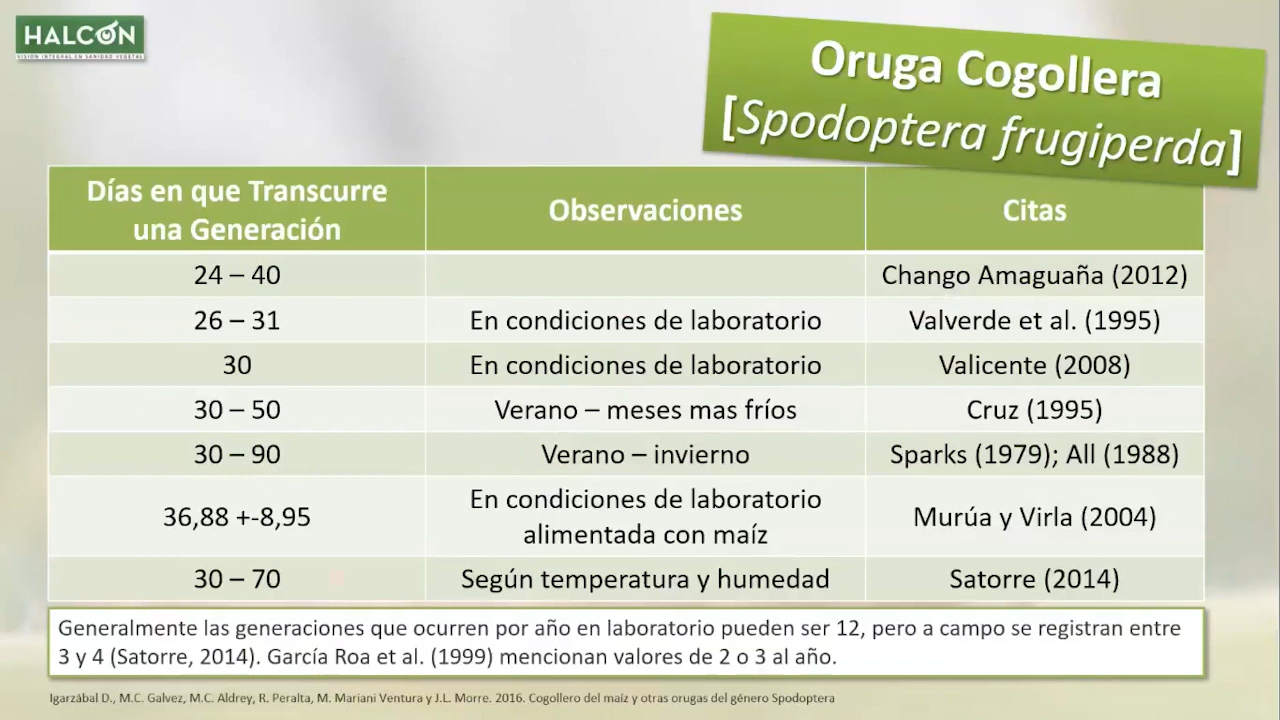 HALCÓN
VISIÓN INTEGRAL EN SANIDAD VEGETAL
Oruga Cogollera
[Spodoptera frugiperda]
Días en que Transcurre
una Generación
Observaciones
Citas
24 – 40
Chango Amaguaña (2012)
26 – 31
En condiciones de laboratorio
Valverde et al. (1995)
30
En condiciones de laboratorio
Valicente (2008)
30 – 50
Verano – meses mas fríos
Cruz (1995)
30 – 90
Verano – invierno
Sparks (1979); All (1988)
36,88 +-8,95
En condiciones de laboratorio
alimentada con maíz
Murúa y Virla (2004)
30 – 70
Según temperatura y humedad
Satorre (2014)
Generalmente las generaciones que ocurren por año en laboratorio pueden ser 12, pero a campo se registran entre
3 y 4 (Satorre, 2014). García Roa et al. (1999) mencionan valores de 2 o 3 al año.
Igarzábal D., M.C. Galvez, M.C. Aldrey, R. Peralta, M. Mariani Ventura y J.L. Morre. 2016. Cogollero del maíz y otras orugas del género Spodoptera